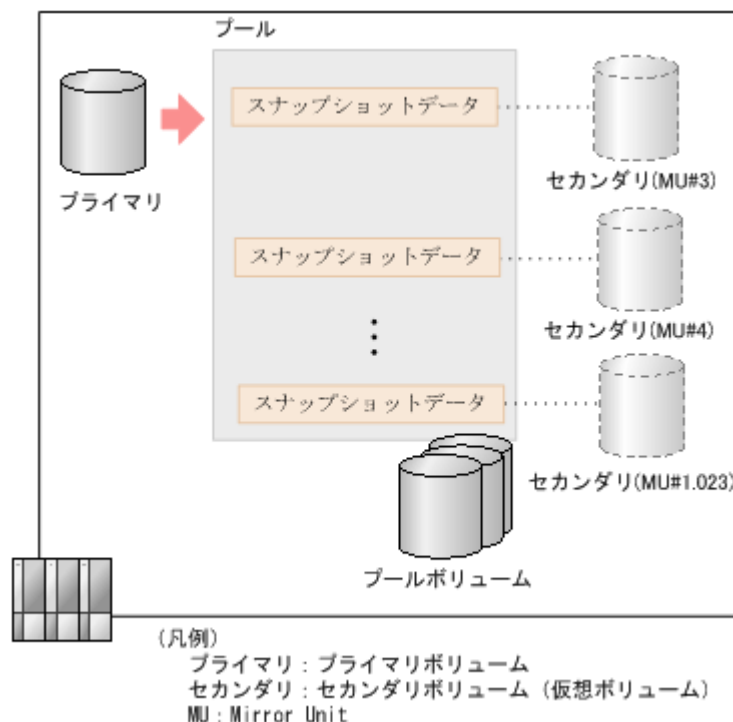 プール
スナップショットデータ
セカンダリ(MU#3)
プライマリ
スナップショットデータ
セカンダリ(MU#4)
スナップショットデータ
セカンダリ(MU#1.023)
プールボリューム
(凡例)
プライマリ:プライマリボリューム
セカンダリ:セカンダリボリューム(仮想ボリューム)
MU:Mirror Unit